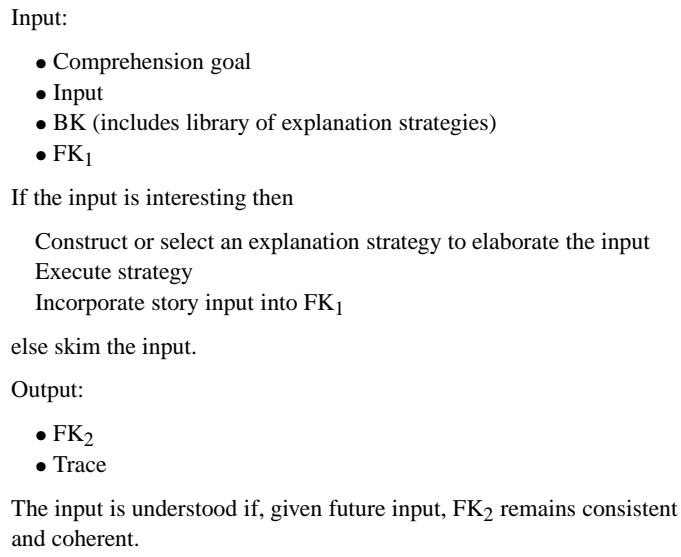 Input:
• Comprehension goal
• Input
• BK (includes library of explanation strategies)
• FK₁
If the input is interesting then
Construct or select an explanation strategy to elaborate the input
Execute strategy
Incorporate story input into FK₁
else skim the input.
Output:
• FK₂
• Trace
The input is understood if, given future input, FK₂ remains consistent
and coherent.